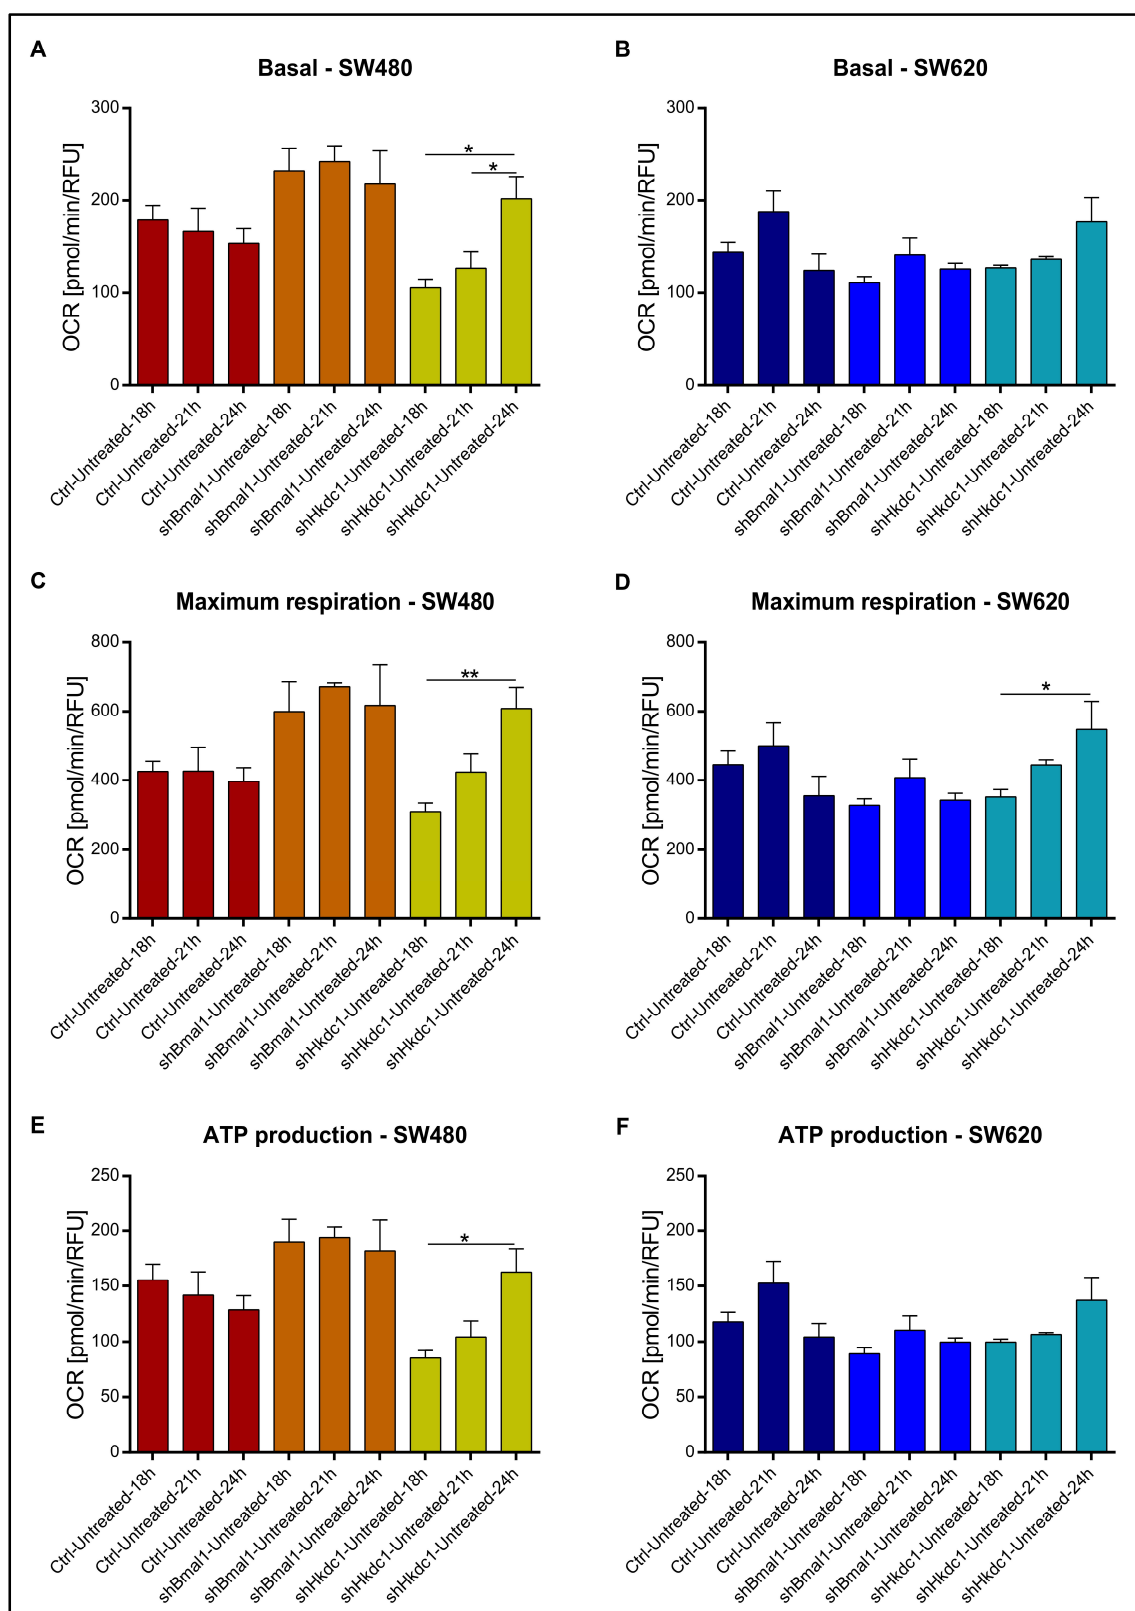 A
Basal - SW480
OCR [pmol/min/RFU]
300
200
100
0
*
*
Ctrl-Untreated-18h
Ctrl-Untreated-21h
Ctrl-Untreated-24h
shBmal1-Untreated-18h
shBmal1-Untreated-21h
shBmal1-Untreated-24h
shHkdc1-Untreated-18h
shHkdc1-Untreated-21h
shHkdc1-Untreated-24h
B
Basal - SW620
OCR [pmol/min/RFU]
300
200
100
0
Ctrl-Untreated-18h
Ctrl-Untreated-21h
Ctrl-Untreated-24h
shBmal1-Untreated-18h
shBmal1-Untreated-21h
shBmal1-Untreated-24h
shHkdc1-Untreated-18h
shHkdc1-Untreated-21h
shHkdc1-Untreated-24h
C
Maximum respiration - SW480
OCR [pmol/min/RFU]
800
600
400
200
0
**
Ctrl-Untreated-18h
Ctrl-Untreated-21h
Ctrl-Untreated-24h
shBmal1-Untreated-18h
shBmal1-Untreated-21h
shBmal1-Untreated-24h
shHkdc1-Untreated-18h
shHkdc1-Untreated-21h
shHkdc1-Untreated-24h
D
Maximum respiration - SW620
OCR [pmol/min/RFU]
800
600
400
200
0
*
Ctrl-Untreated-18h
Ctrl-Untreated-21h
Ctrl-Untreated-24h
shBmal1-Untreated-18h
shBmal1-Untreated-21h
shBmal1-Untreated-24h
shHkdc1-Untreated-18h
shHkdc1-Untreated-21h
shHkdc1-Untreated-24h
E
ATP production - SW480
OCR [pmol/min/RFU]
250
200
150
100
50
0
*
Ctrl-Untreated-18h
Ctrl-Untreated-21h
Ctrl-Untreated-24h
shBmal1-Untreated-18h
shBmal1-Untreated-21h
shBmal1-Untreated-24h
shHkdc1-Untreated-18h
shHkdc1-Untreated-21h
shHkdc1-Untreated-24h
F
ATP production - SW620
OCR [pmol/min/RFU]
250
200
150
100
50
0
Ctrl-Untreated-18h
Ctrl-Untreated-21h
Ctrl-Untreated-24h
shBmal1-Untreated-18h
shBmal1-Untreated-21h
shBmal1-Untreated-24h
shHkdc1-Untreated-18h
shHkdc1-Untreated-21h
shHkdc1-Untreated-24h